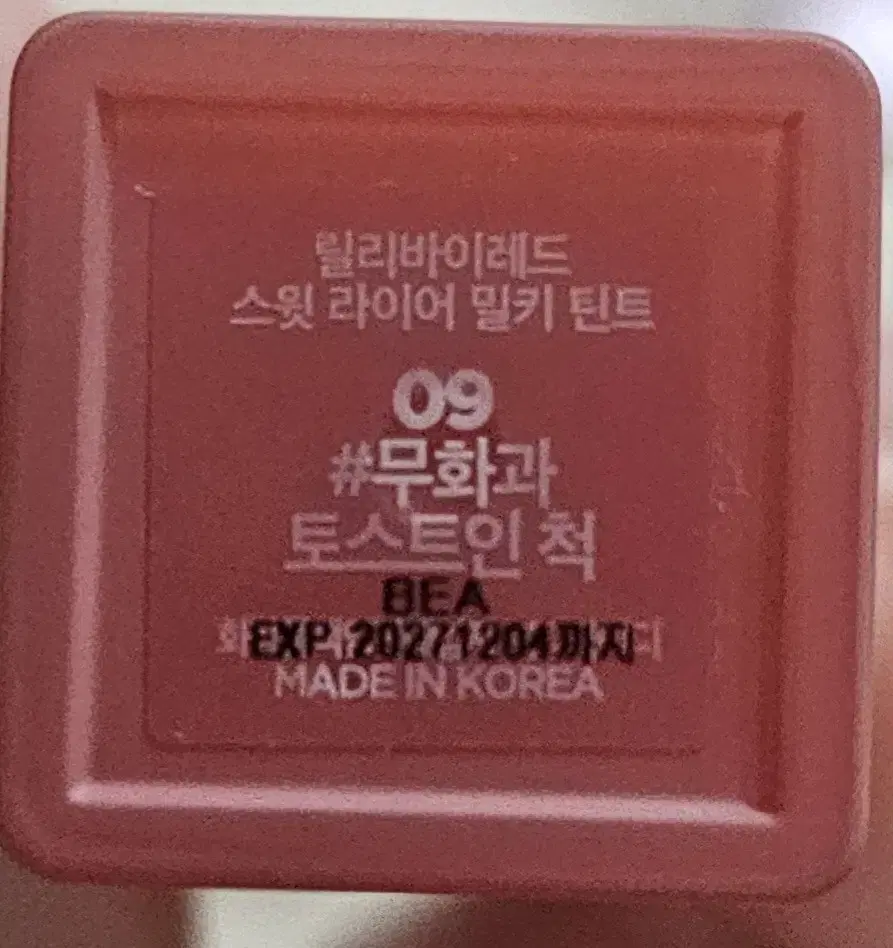 릴리바이레드
스윗 라이어 밀키 틴트
09
#무화과
토스트인 척
BEA
EXP 20271204까지
MADE IN KOREA